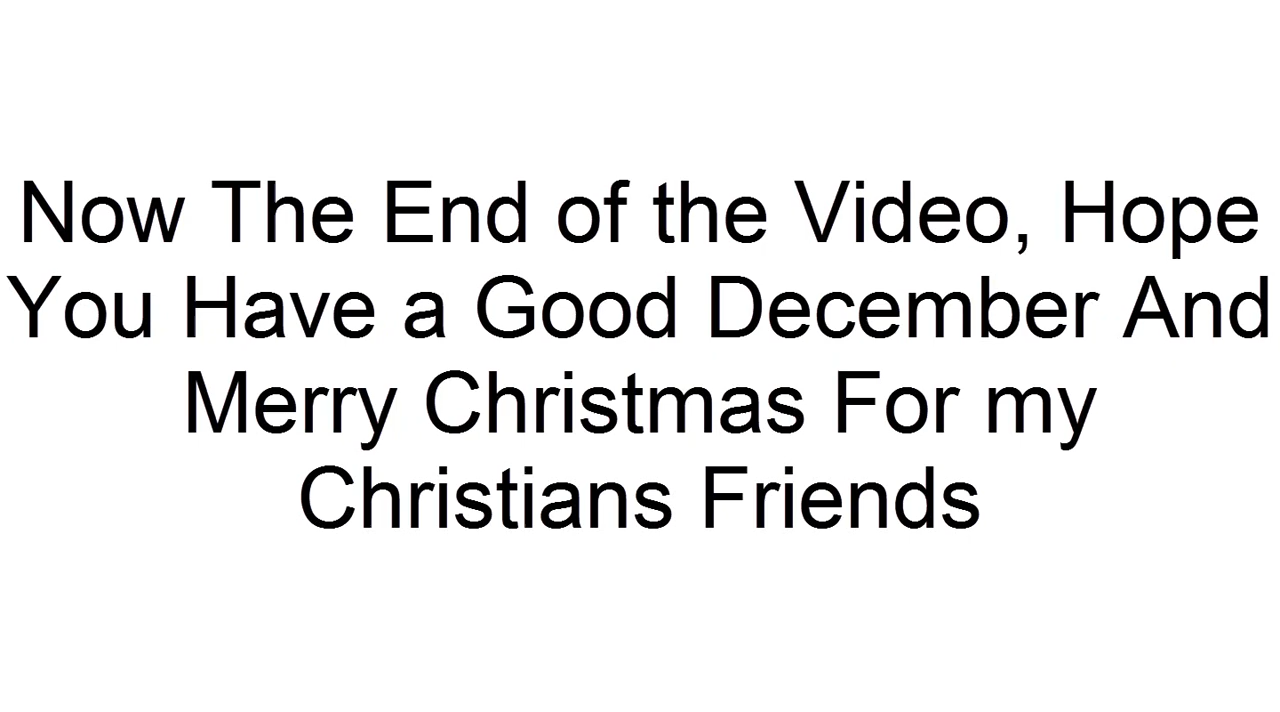 Now The End of the Video, Hope
You Have a Good December And
Merry Christmas For my
Christians Friends